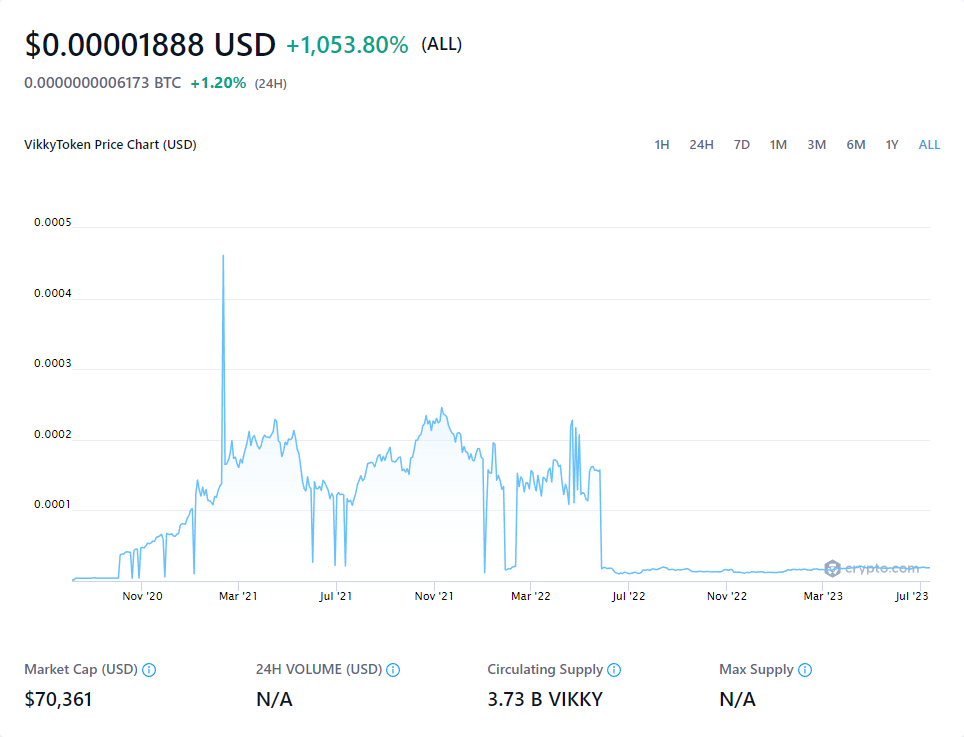 $0.00001888 USD +1,053.80% (ALL)
0.0000000006173 BTC +1.20% (24H)
VikkyToken Price Chart (USD) 1H 24H 7D 1M 3M 6M 1Y ALL
0.0005
0.0004
0.0003
0.0002
0.0001
crypto.com
Nov '20 Mar '21 Jul '21 Nov '21 Mar '22 Jul '22 Nov '22 Mar '23 Jul '23
Market Cap (USD) 24H VOLUME (USD) Circulating Supply Max Supply
$70,361 N/A 3.73 B VIKKY N/A